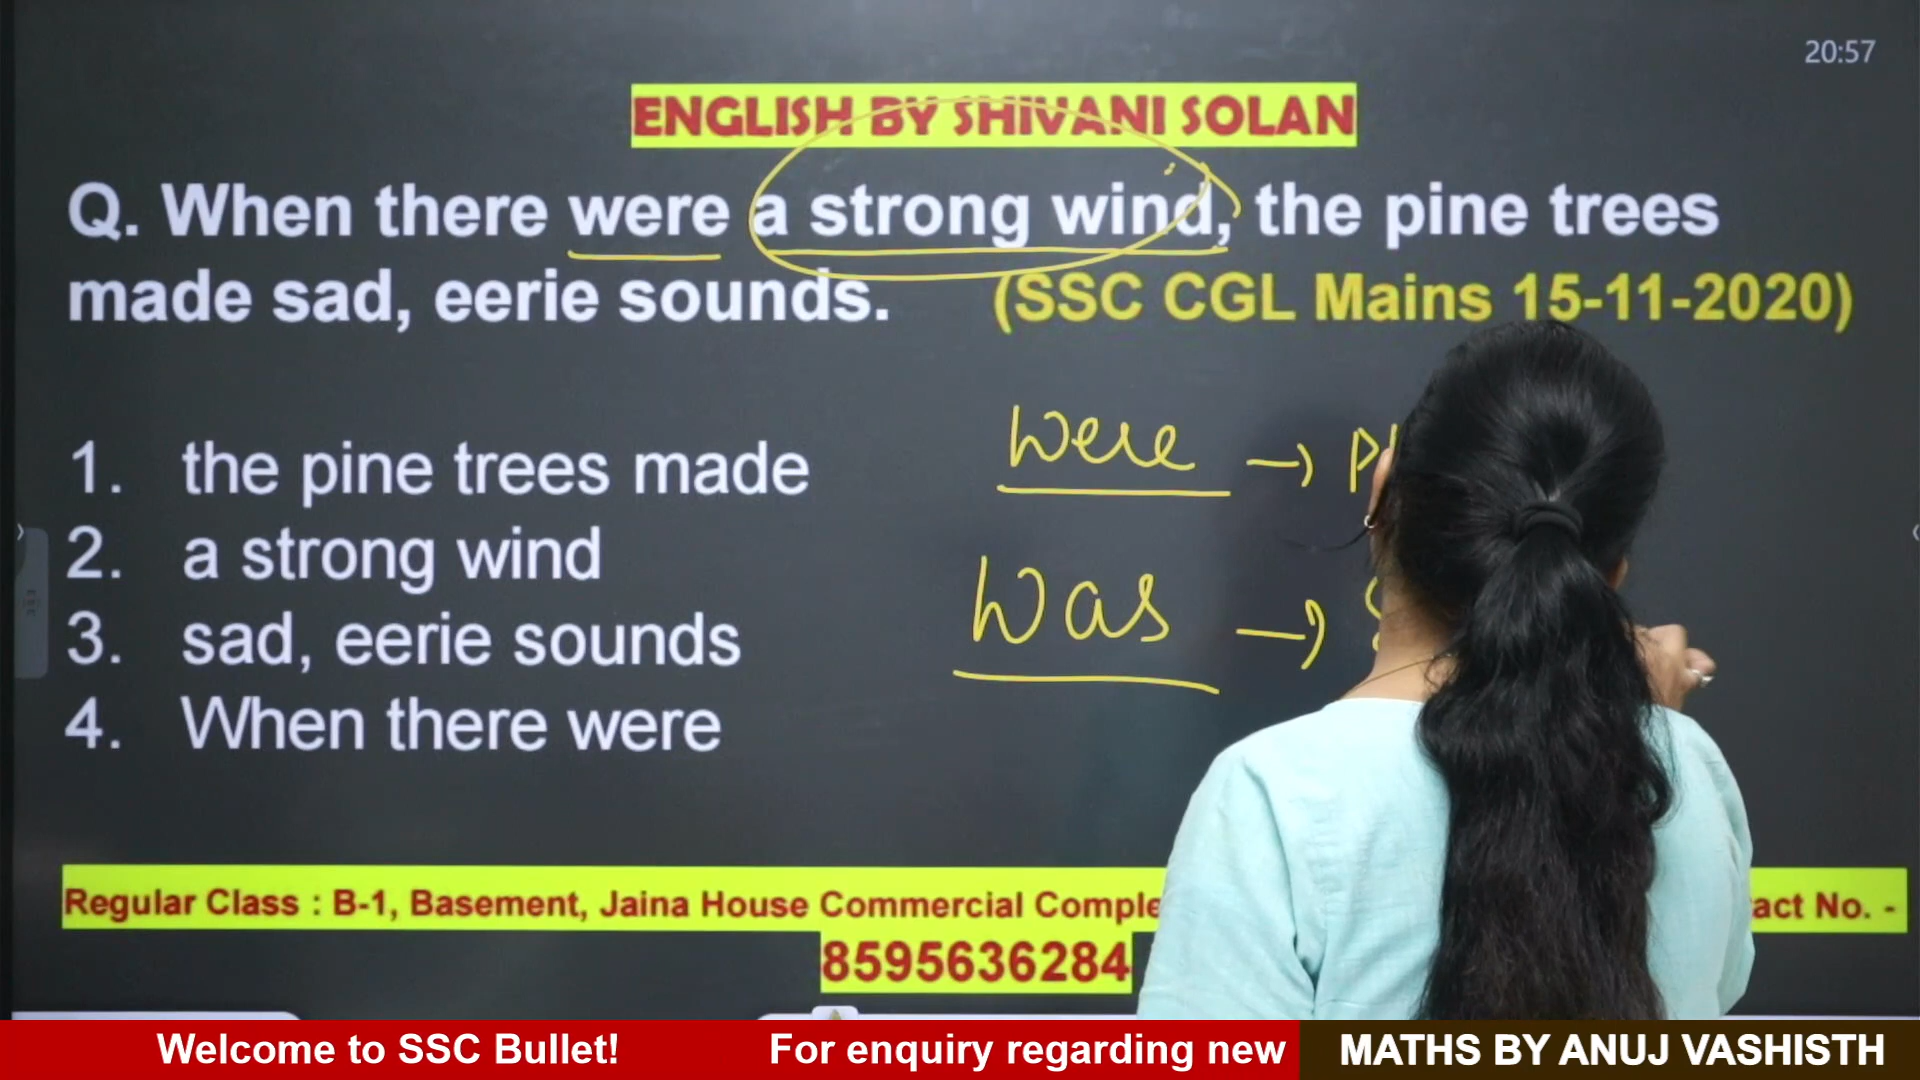 20:57
ENGLISH BY SHIVANI SOLAN
Q. When there were a strong wind, the pine trees
made sad, eerie sounds. (SSC CGL Mains 15-11-2020)
1. the pine trees made
2. a strong wind
3. sad, eerie sounds
4. When there were
Were →
Was →
Regular Class : B-1, Basement, Jaina House Commercial No. -
8595636284
Welcome to SSC Bullet! For enquiry regarding new MATHS BY ANUJ VASHISTH